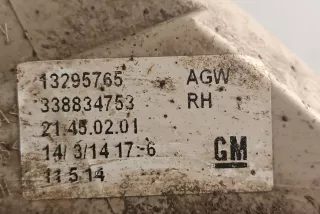 13295765 AGW
338834753 RH
21 45.02.01
14/3/14 17:-6
11 5.14 GM